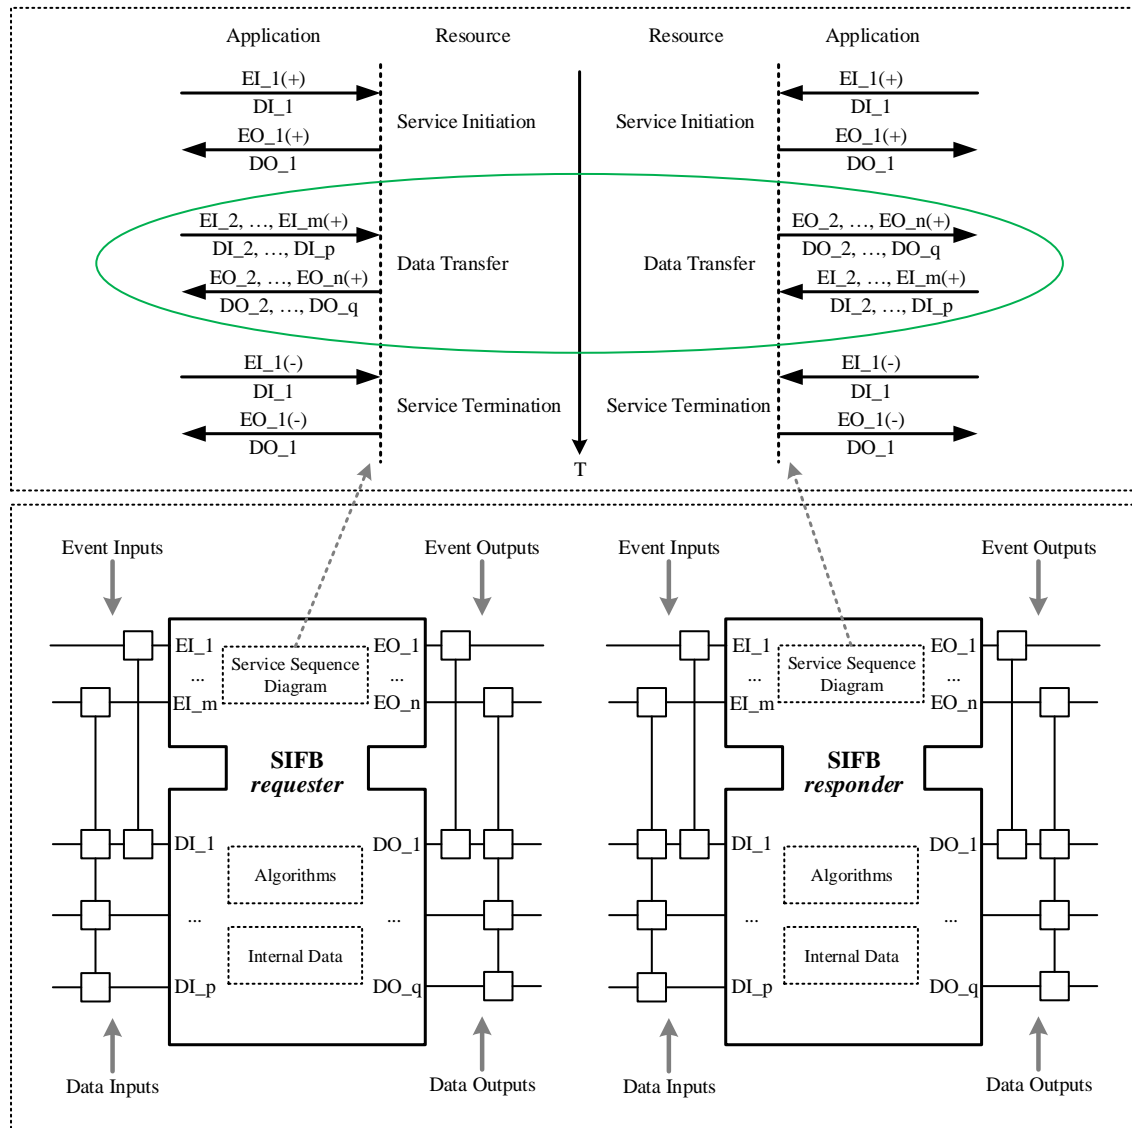 Application Resource Resource Application
EI_1(+) EI_1(+)
DI_1 DI_1
Service Initiation Service Initiation
EO_1(+) EO_1(+)
DO_1 DO_1
EI_2, …, EI_m(+) EO_2, …, EO_n(+)
DI_2, …, DI_p DO_2, …, DO_q
Data Transfer Data Transfer
EO_2, …, EO_n(+) EI_2, …, EI_m(+)
DO_2, …, DO_q DI_2, …, DI_p
EI_1(-) EI_1(-)
DI_1 DI_1
Service Termination Service Termination
EO_1(-) EO_1(-)
DO_1 DO_1
T
Event Inputs Event Outputs Event Inputs Event Outputs
EI_1 EO_1 EI_1 EO_1
Service Sequence Service Sequence
... ... ... ...
Diagram Diagram
EI_m EO_n EI_m EO_n
SIFB SIFB
requester responder
DI_1 DO_1 DI_1 DO_1
Algorithms Algorithms
... ... ... ...
Internal Data Internal Data
DI_p DO_q DI_p DO_q
Data Inputs Data Outputs Data Inputs Data Outputs